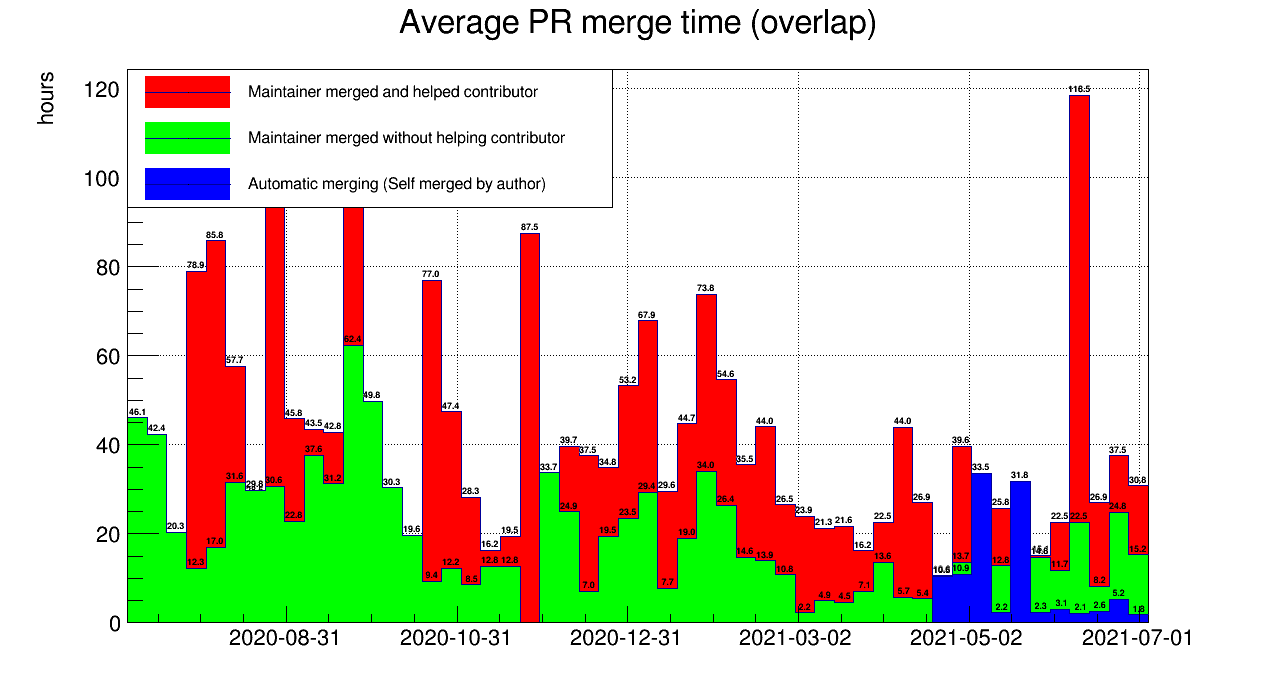 Average PR merge time (overlap)
hours
Maintainer merged and helped contributor
Maintainer merged without helping contributor
Automatic merging (Self merged by author)
120
100
80
60
40
20
0
46.1 42.4 20.3 78.9 85.8 57.7 29.8 45.8 43.5 42.8 62.4 49.8 30.3 19.6 77.0 47.4 28.3 16.2 19.5 87.5 33.7 39.7 37.5 34.8 53.2 67.9 29.6 44.7 73.8 54.6 35.5 44.0 26.5 23.9 21.3 21.6 16.2 22.5 44.0 26.9 39.6 33.5 25.8 31.8 22.5 118.5 26.9 37.5 30.8
12.3 17.0 31.6 30.6 22.8 37.6 31.2 9.4 12.2 8.5 12.8 12.8 24.9 7.0 19.5 23.5 29.4 7.7 19.0 34.0 26.4 14.6 13.9 10.8 2.2 4.9 4.5 7.1 13.6 5.7 5.4 13.7 12.8 11.7 22.5 8.2 24.8 15.2
10.9 2.2 2.3 3.1 2.1 2.6 5.2 1.8
2020-08-31 2020-10-31 2020-12-31 2021-03-02 2021-05-02 2021-07-01